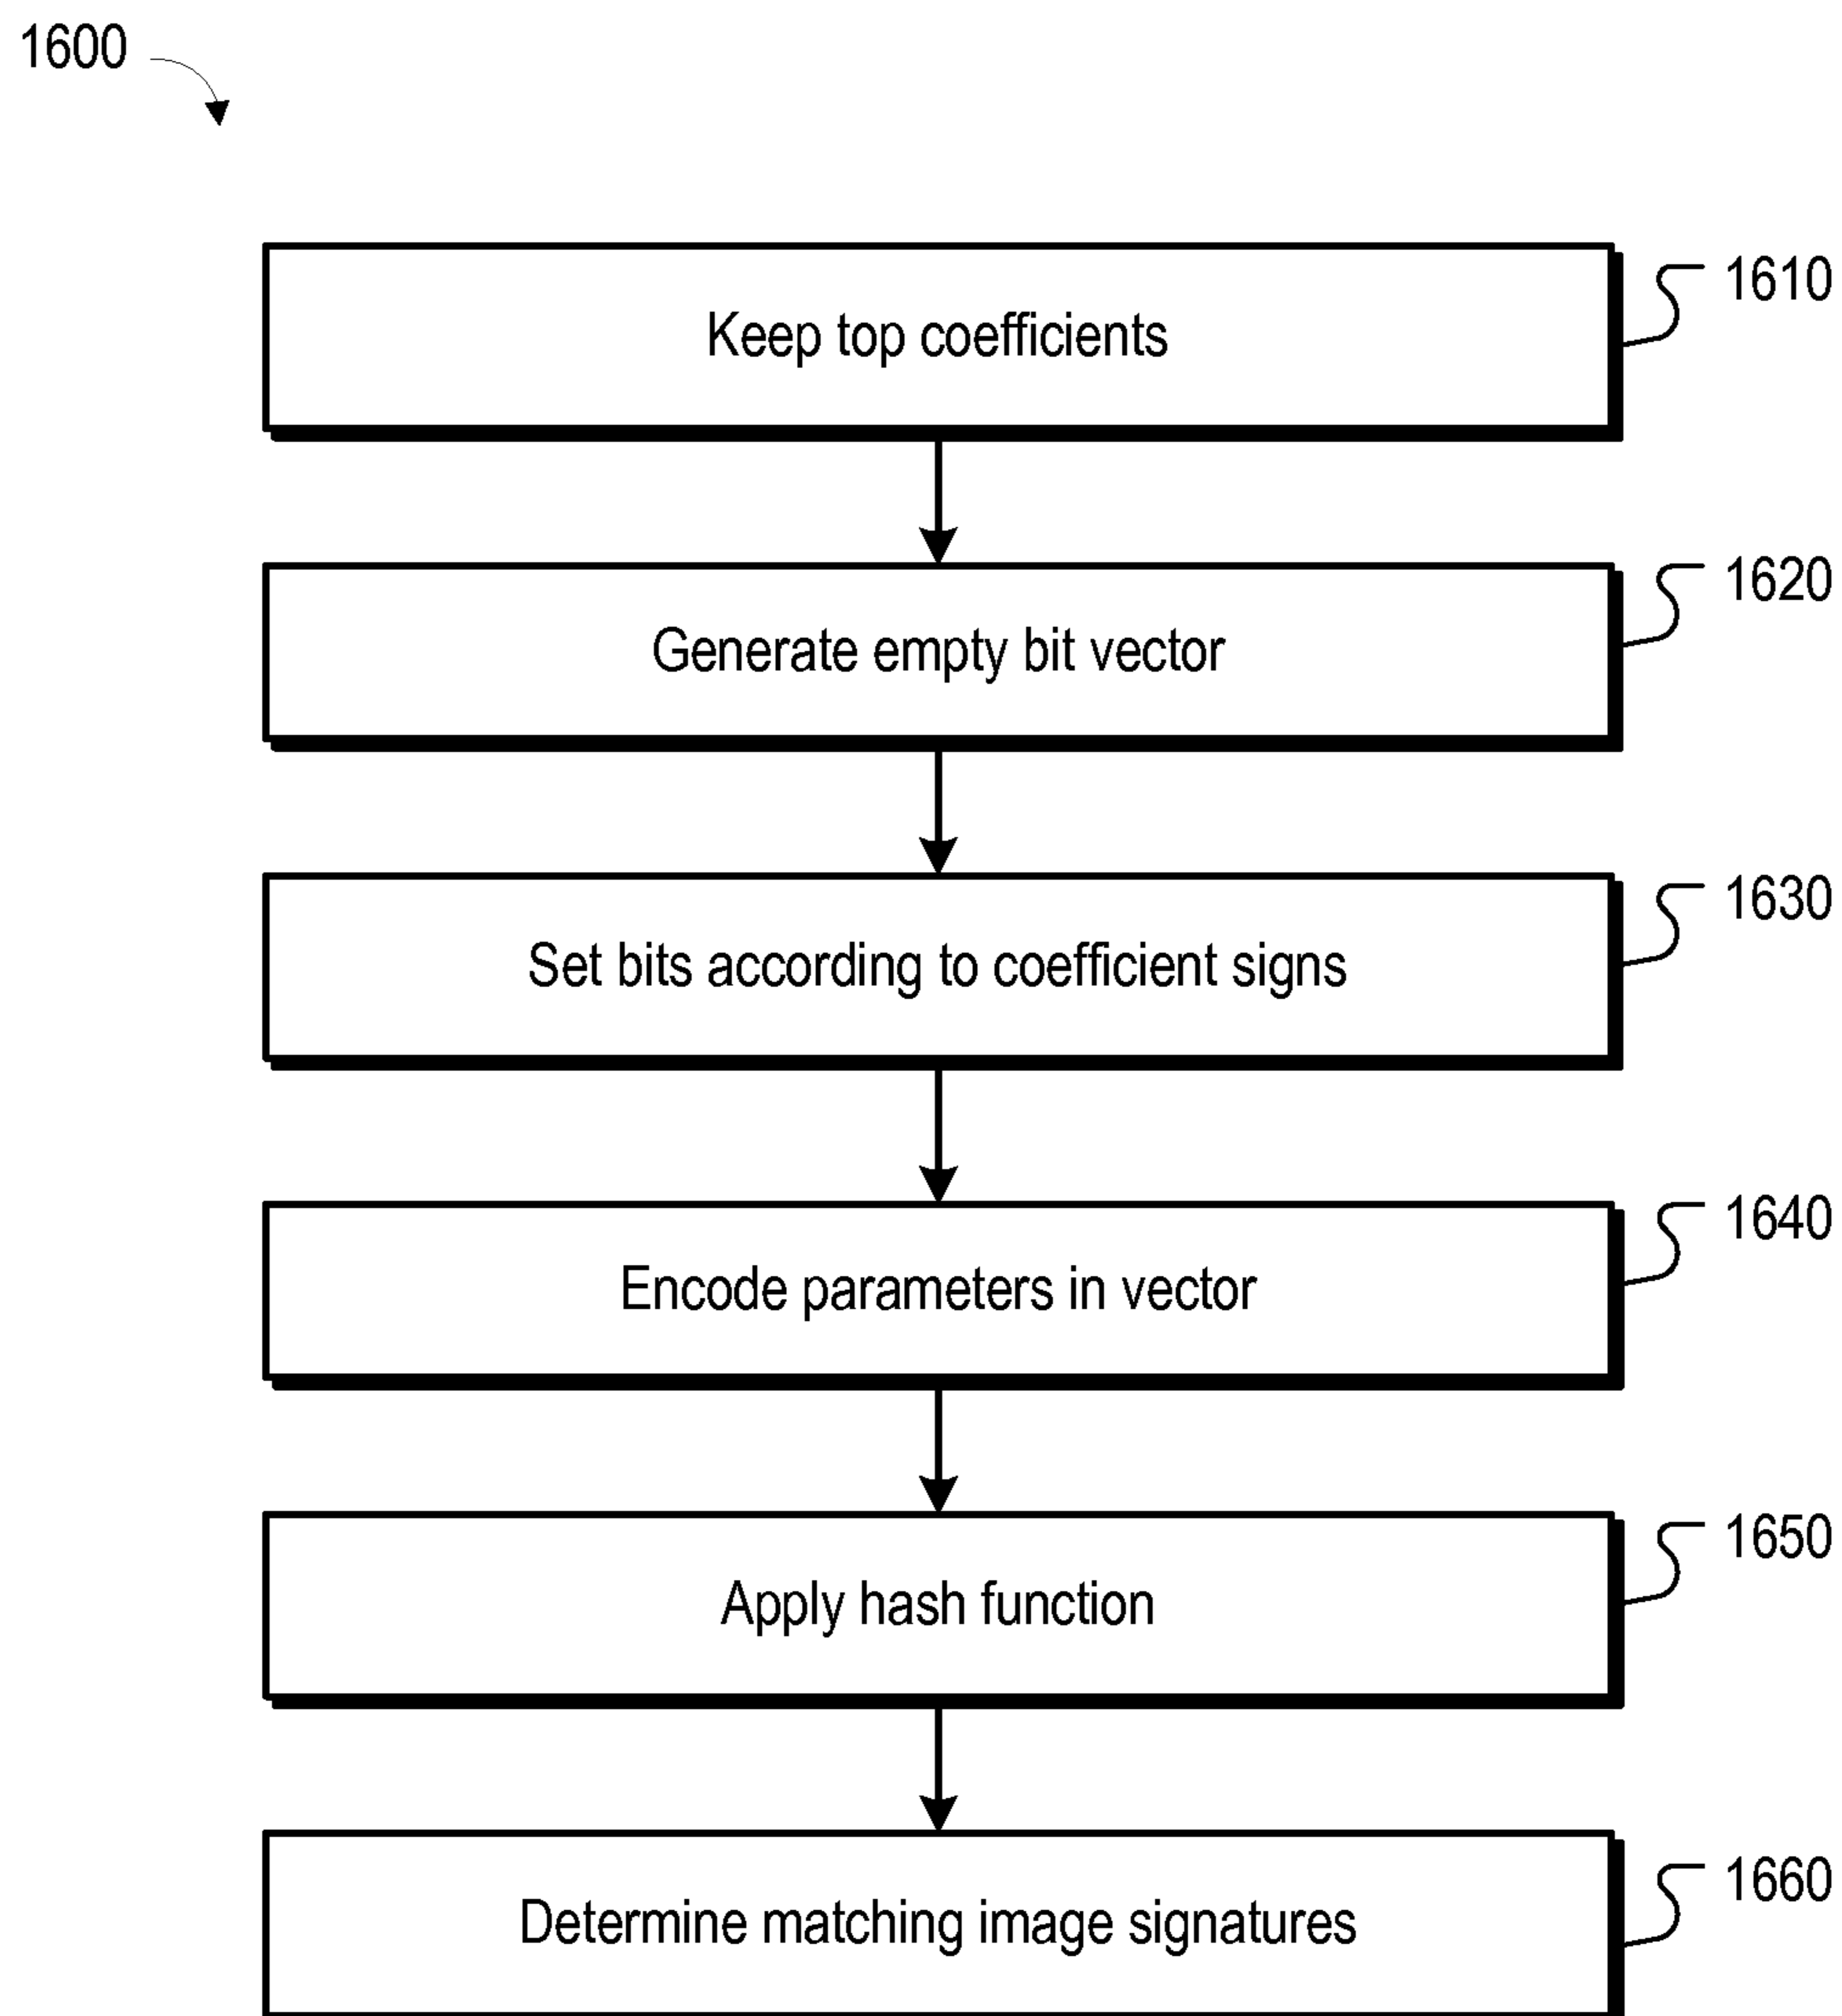 1600
Keep top coefficients
1610
Generate empty bit vector
1620
Set bits according to coefficient signs
1630
Encode parameters in vector
1640
Apply hash function
1650
Determine matching image signatures
1660